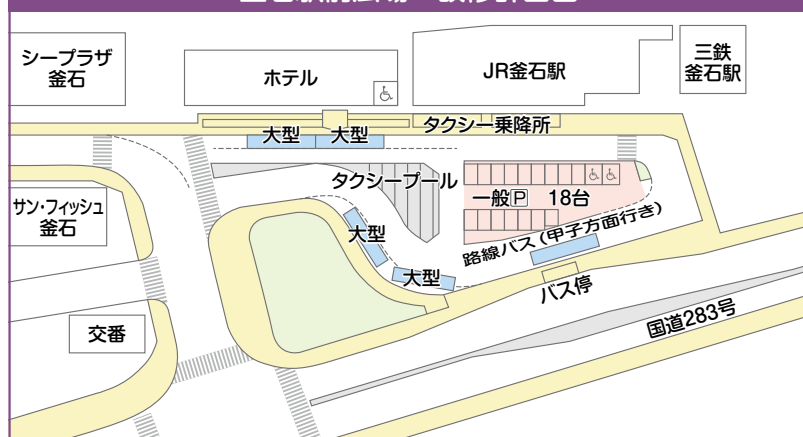 シープラザ
釜石
ホテル
JR釜石駅
三鉄
釜石駅
大型
大型
タクシー乗降所
タクシープール
一般P 18台
サン・フィッシュ
釜石
大型
路線バス(甲子方面行き)
大型
バス停
交番
国道283号